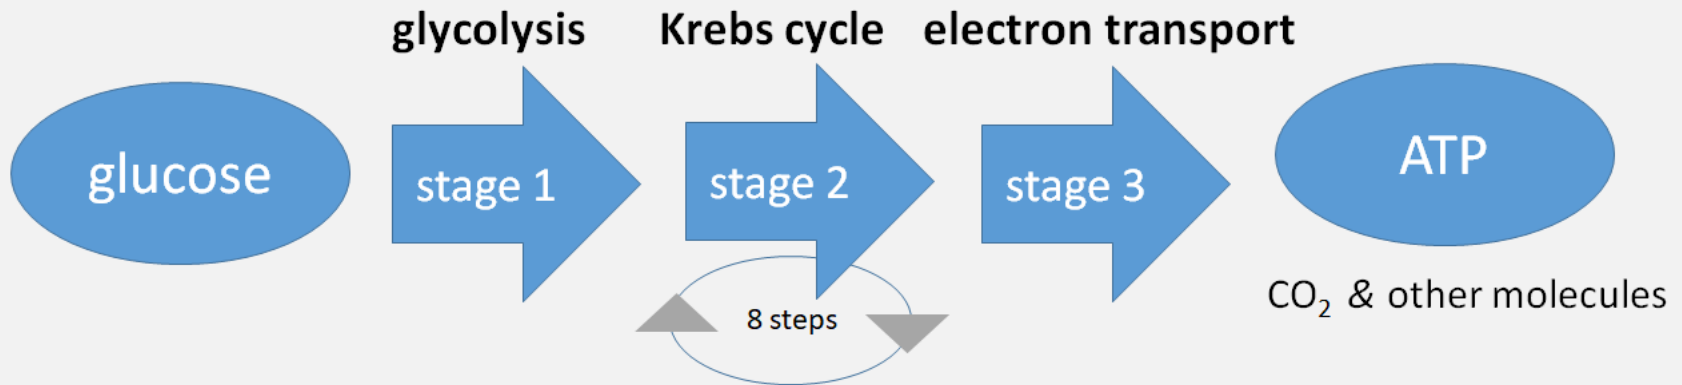 glycolysis Krebs cycle electron transport
glucose
stage 1
stage 2
stage 3
ATP
8 steps
CO₂ & other molecules